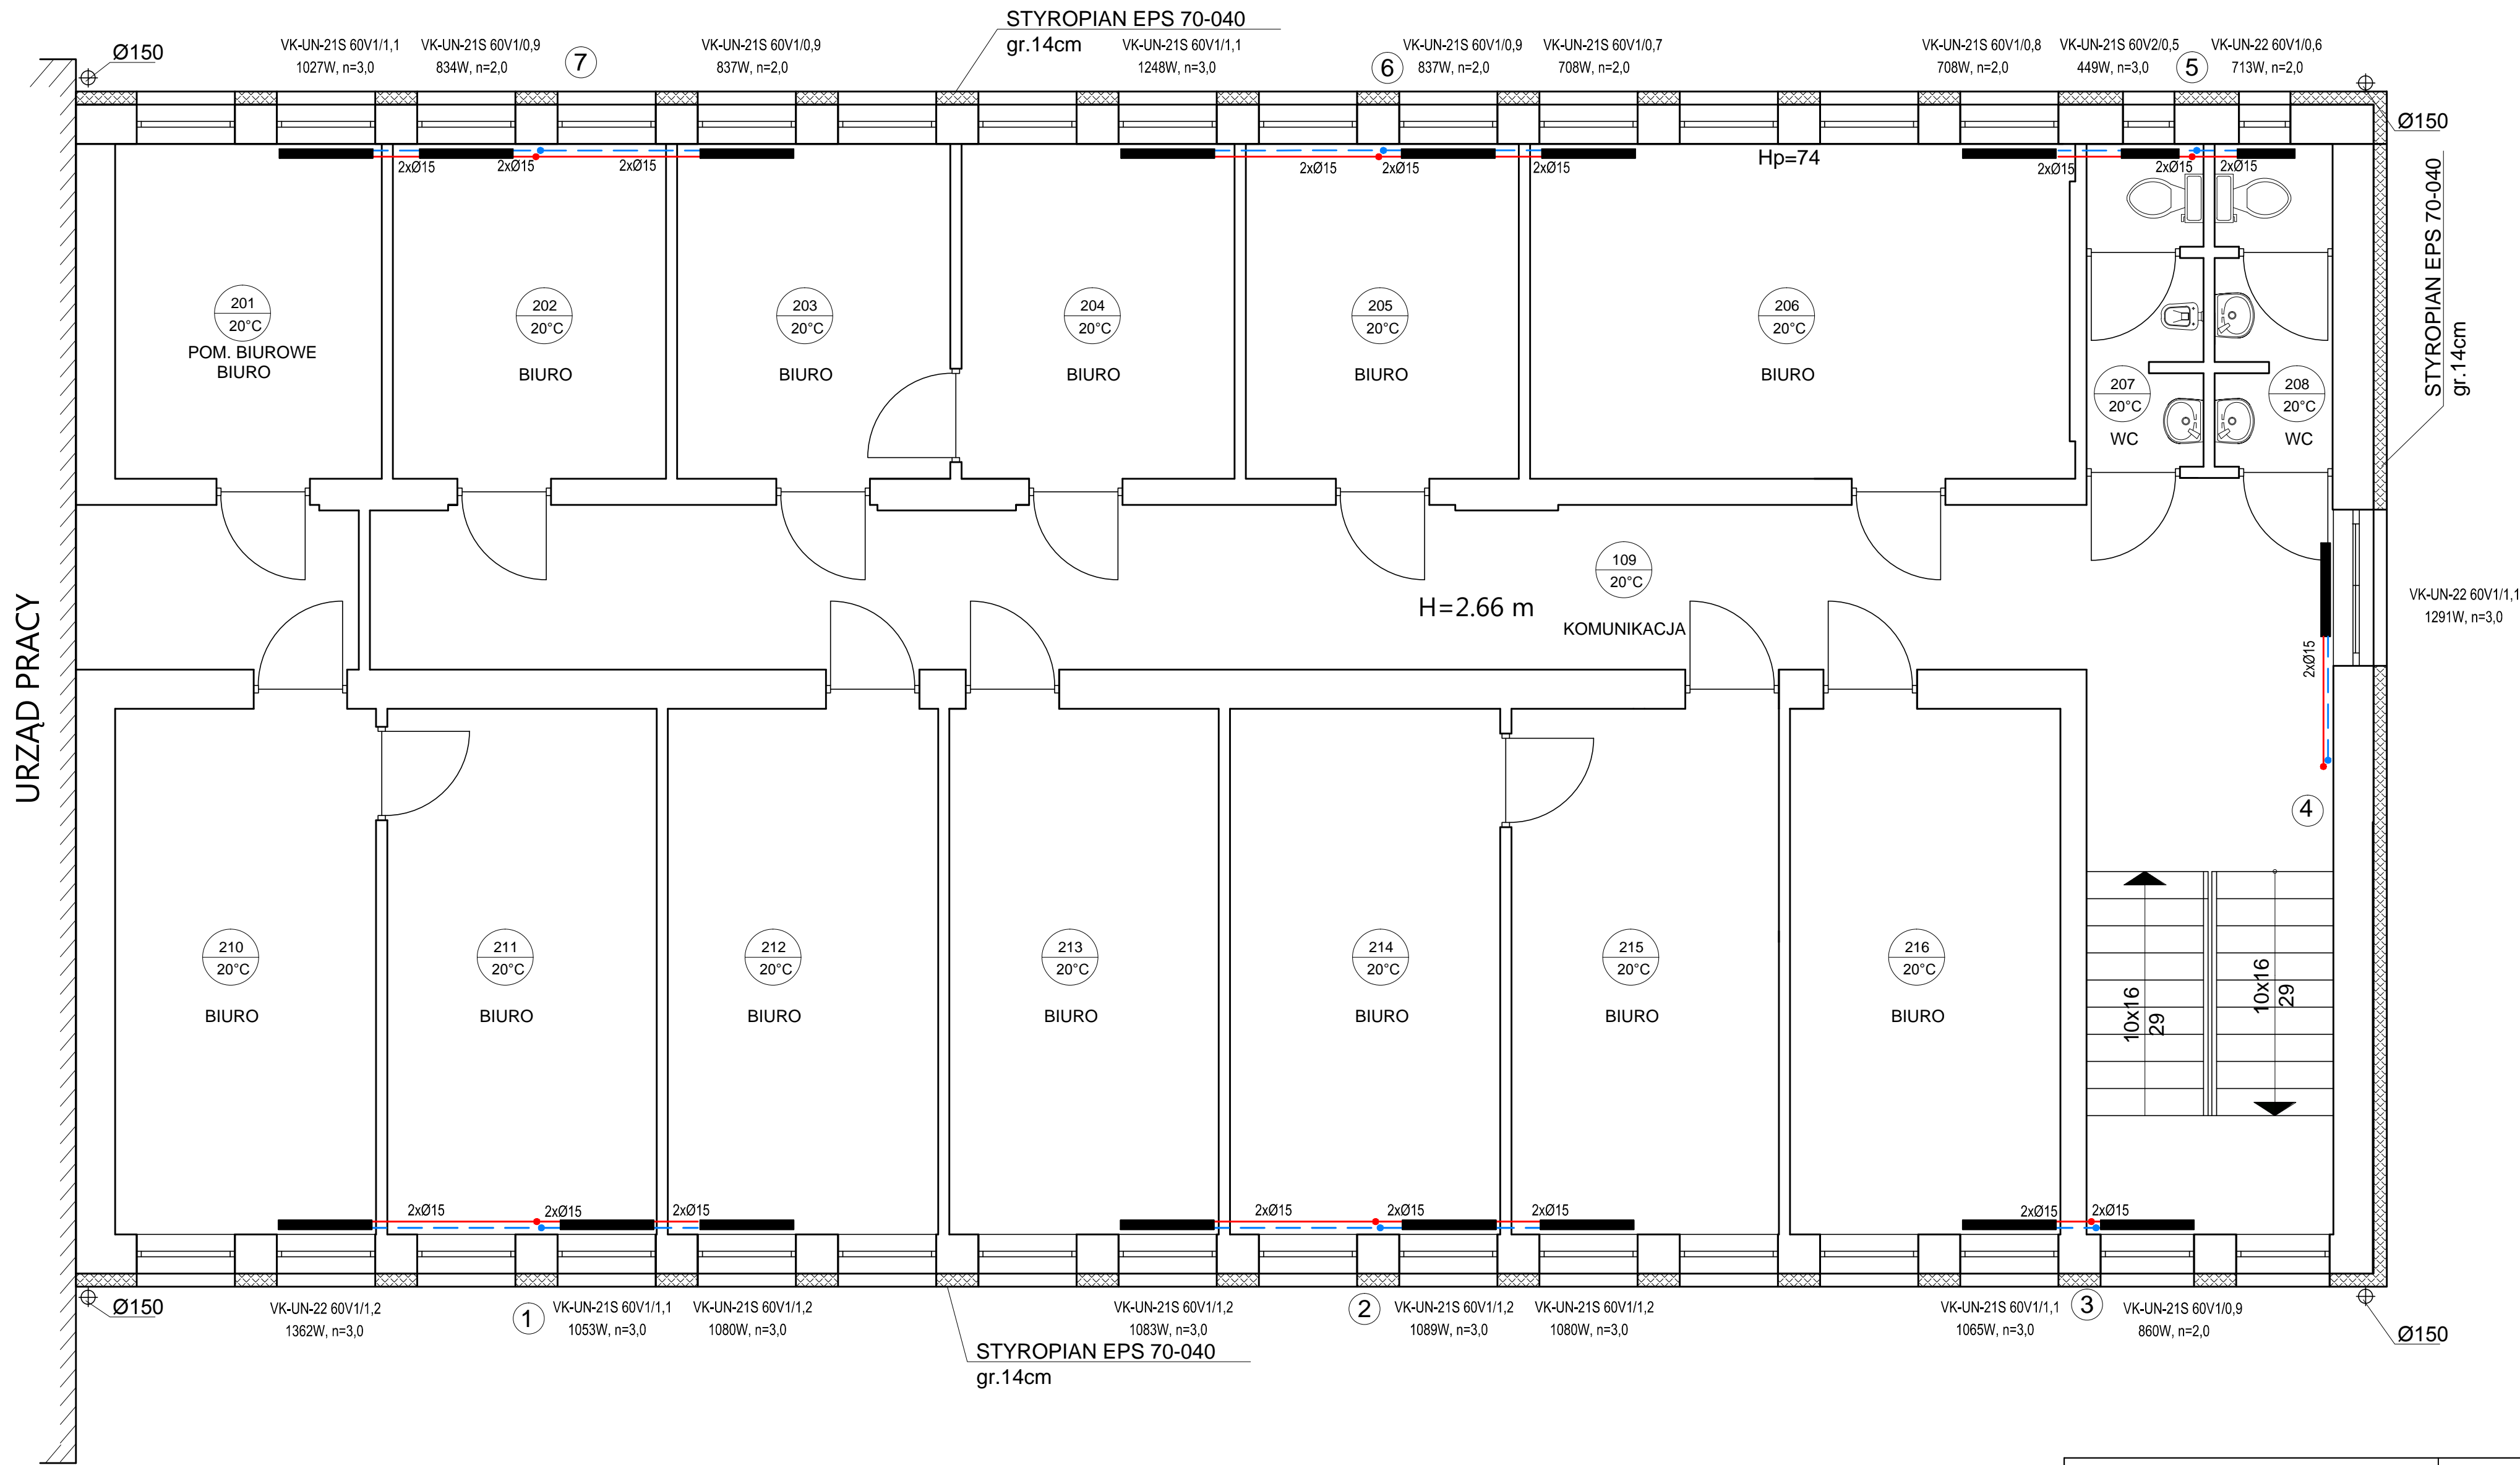 STYROPIAN EPS 70-040
gr.14cm
Ø150
VK-UN-21S 60V1/1,1
1027W, n=3,0
VK-UN-21S 60V1/0,9
834W, n=2,0
7
VK-UN-21S 60V1/0,9
837W, n=2,0
VK-UN-21S 60V1/1,1
1248W, n=3,0
6
VK-UN-21S 60V1/0,9
837W, n=2,0
VK-UN-21S 60V1/0,7
708W, n=2,0
VK-UN-21S 60V1/0,8
708W, n=2,0
VK-UN-21S 60V2/0,5
449W, n=3,0
5
VK-UN-22 60V1/0,6
713W, n=2,0
Ø150
2xØ15
2xØ15
2xØ15
2xØ15
2xØ15
2xØ15
Hp=74
2xØ15
2xØ15
2xØ15
STYROPIAN EPS 70-040
gr.14cm
201
20°C
POM. BIUROWE
BIURO
202
20°C
BIURO
203
20°C
BIURO
204
20°C
BIURO
205
20°C
BIURO
206
20°C
BIURO
207
20°C
WC
208
20°C
WC
109
20°C
H=2.66 m
KOMUNIKACJA
VK-UN-22 60V1/1,1
1291W, n=3,0
2xØ15
URZĄD PRACY
4
210
20°C
BIURO
211
20°C
BIURO
212
20°C
BIURO
213
20°C
BIURO
214
20°C
BIURO
215
20°C
BIURO
216
20°C
BIURO
10x16
29
10x16
29
2xØ15
2xØ15
2xØ15
2xØ15
2xØ15
2xØ15
2xØ15
2xØ15
Ø150
VK-UN-22 60V1/1,2
1362W, n=3,0
1
VK-UN-21S 60V1/1,1
1053W, n=3,0
VK-UN-21S 60V1/1,2
1080W, n=3,0
VK-UN-21S 60V1/1,2
1083W, n=3,0
2
VK-UN-21S 60V1/1,2
1089W, n=3,0
VK-UN-21S 60V1/1,2
1080W, n=3,0
VK-UN-21S 60V1/1,1
1065W, n=3,0
3
VK-UN-21S 60V1/0,9
860W, n=2,0
Ø150
STYROPIAN EPS 70-040
gr.14cm